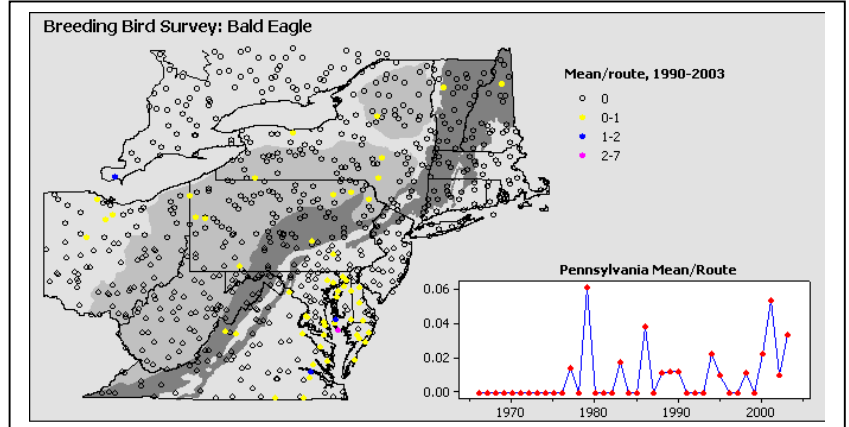 Breeding Bird Survey: Bald Eagle
Mean/route, 1990-2003
0
0-1
1-2
2-7
Pennsylvania Mean/Route
0.06
0.04
0.02
0.00
1970 1980 1990 2000